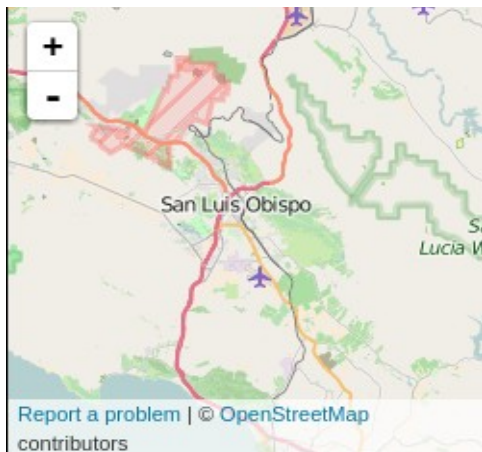 +
-
San Luis Obispo
Lucia W
Report a problem | © OpenStreetMap
contributors